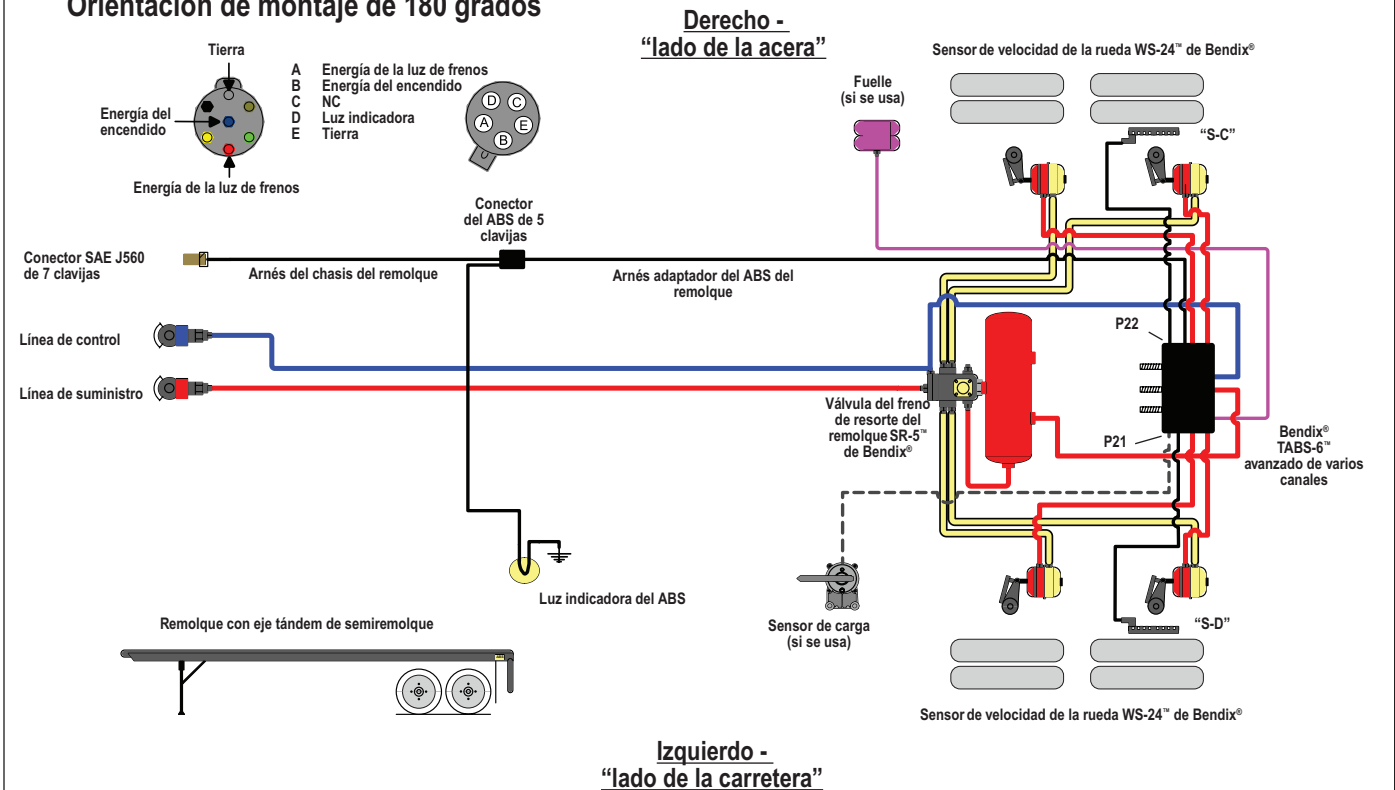 Orientación de montaje de 180 grados
Derecho -
“lado de la acera”
Tierra
Energía del
encendido
Energía de la luz de frenos
A Energía de la luz de frenos
B Energía del encendido
C NC
D Luz indicadora
E Tierra
D
C
A
E
B
Sensor de velocidad de la rueda WS-24™ de Bendix®
Fuelle
(si se usa)
“S-C”
Conector
del ABS de 5
clavijas
Conector SAE J560
de 7 clavijas
Arnés del chasis del remolque
Arnés adaptador del ABS del
remolque
Línea de control
Línea de suministro
P22
Válvula del freno
de resorte del
remolque SR-5™
de Bendix®
P21
Bendix®
TABS-6™
avanzado de varios
canales
Luz indicadora del ABS
Sensor de carga
(si se usa)
“S-D”
Remolque con eje tándem de semiremolque
Sensor de velocidad de la rueda WS-24™ de Bendix®
Izquierdo -
“lado de la carretera”